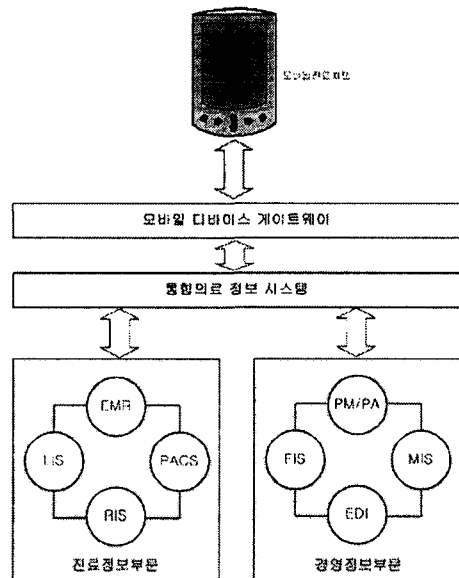 모바일 디바이스 게이트웨이
통합의료 정보 시스템
EMR
LIS
PACS
RIS
진료정보부문
PM/PA
FIS
MIS
EDI
경영정보부문